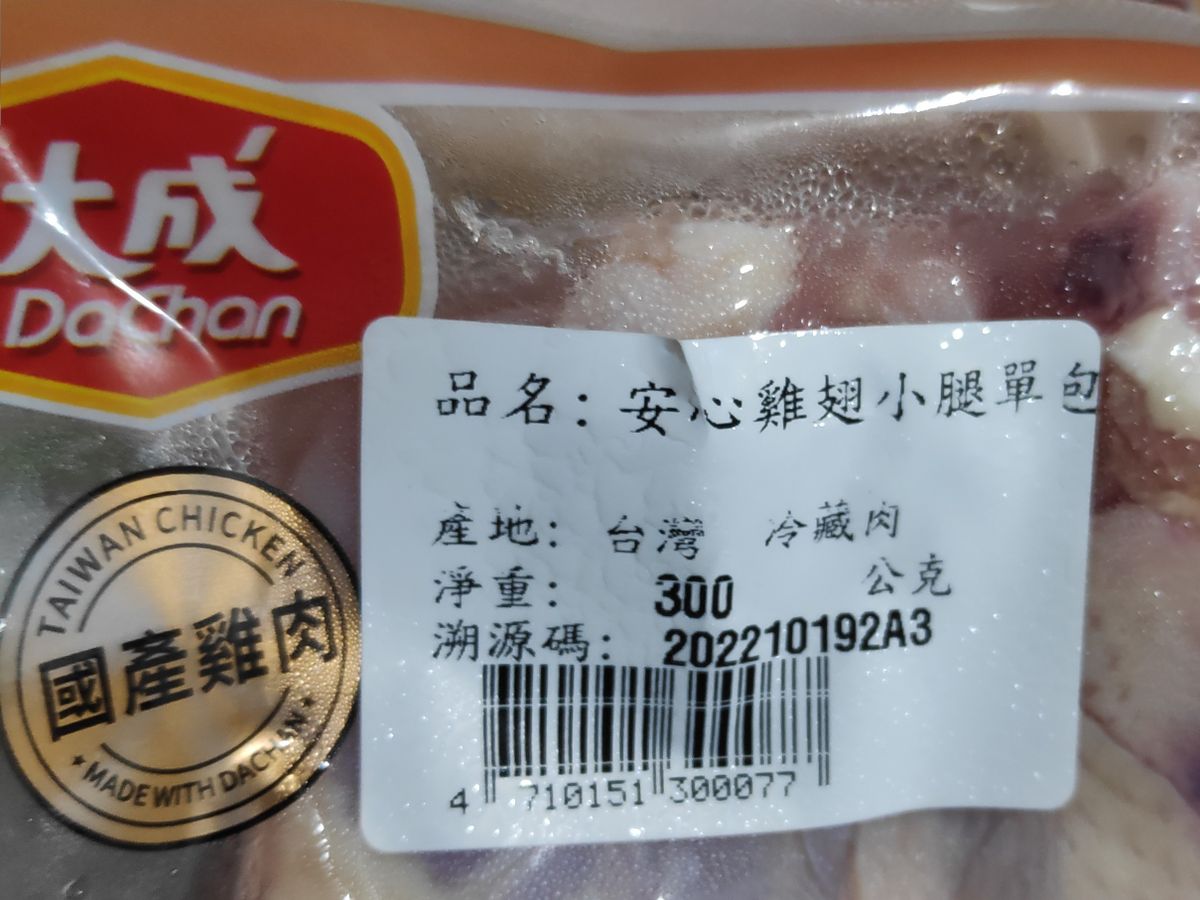 大成
DaChan
品名：安心雞翅小腿單包
產地：台灣 冷藏肉
淨重：300 公克
溯源碼：202210192A3
4 710151 300077
TAIWAN CHICKEN
國產雞肉
★ MADE WITH DACHAN ★